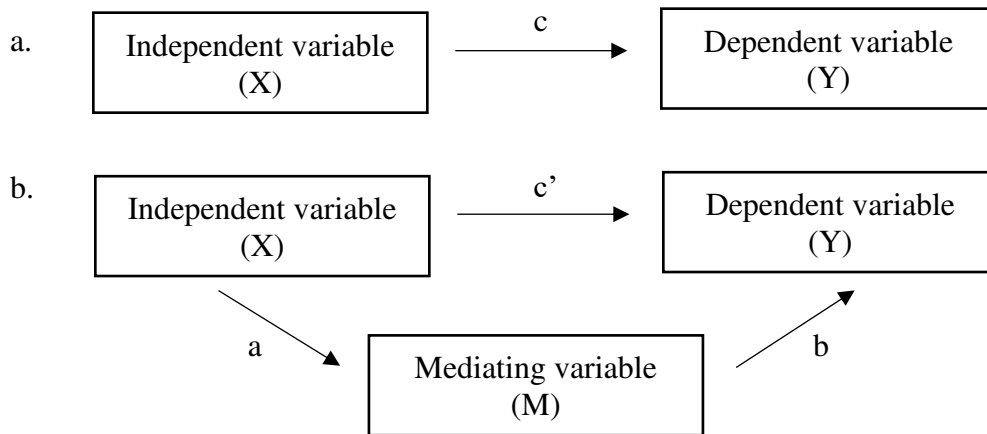 a.
Independent variable
(X)
c
Dependent variable
(Y)
b.
Independent variable
(X)
c’
Dependent variable
(Y)
a
b
Mediating variable
(M)